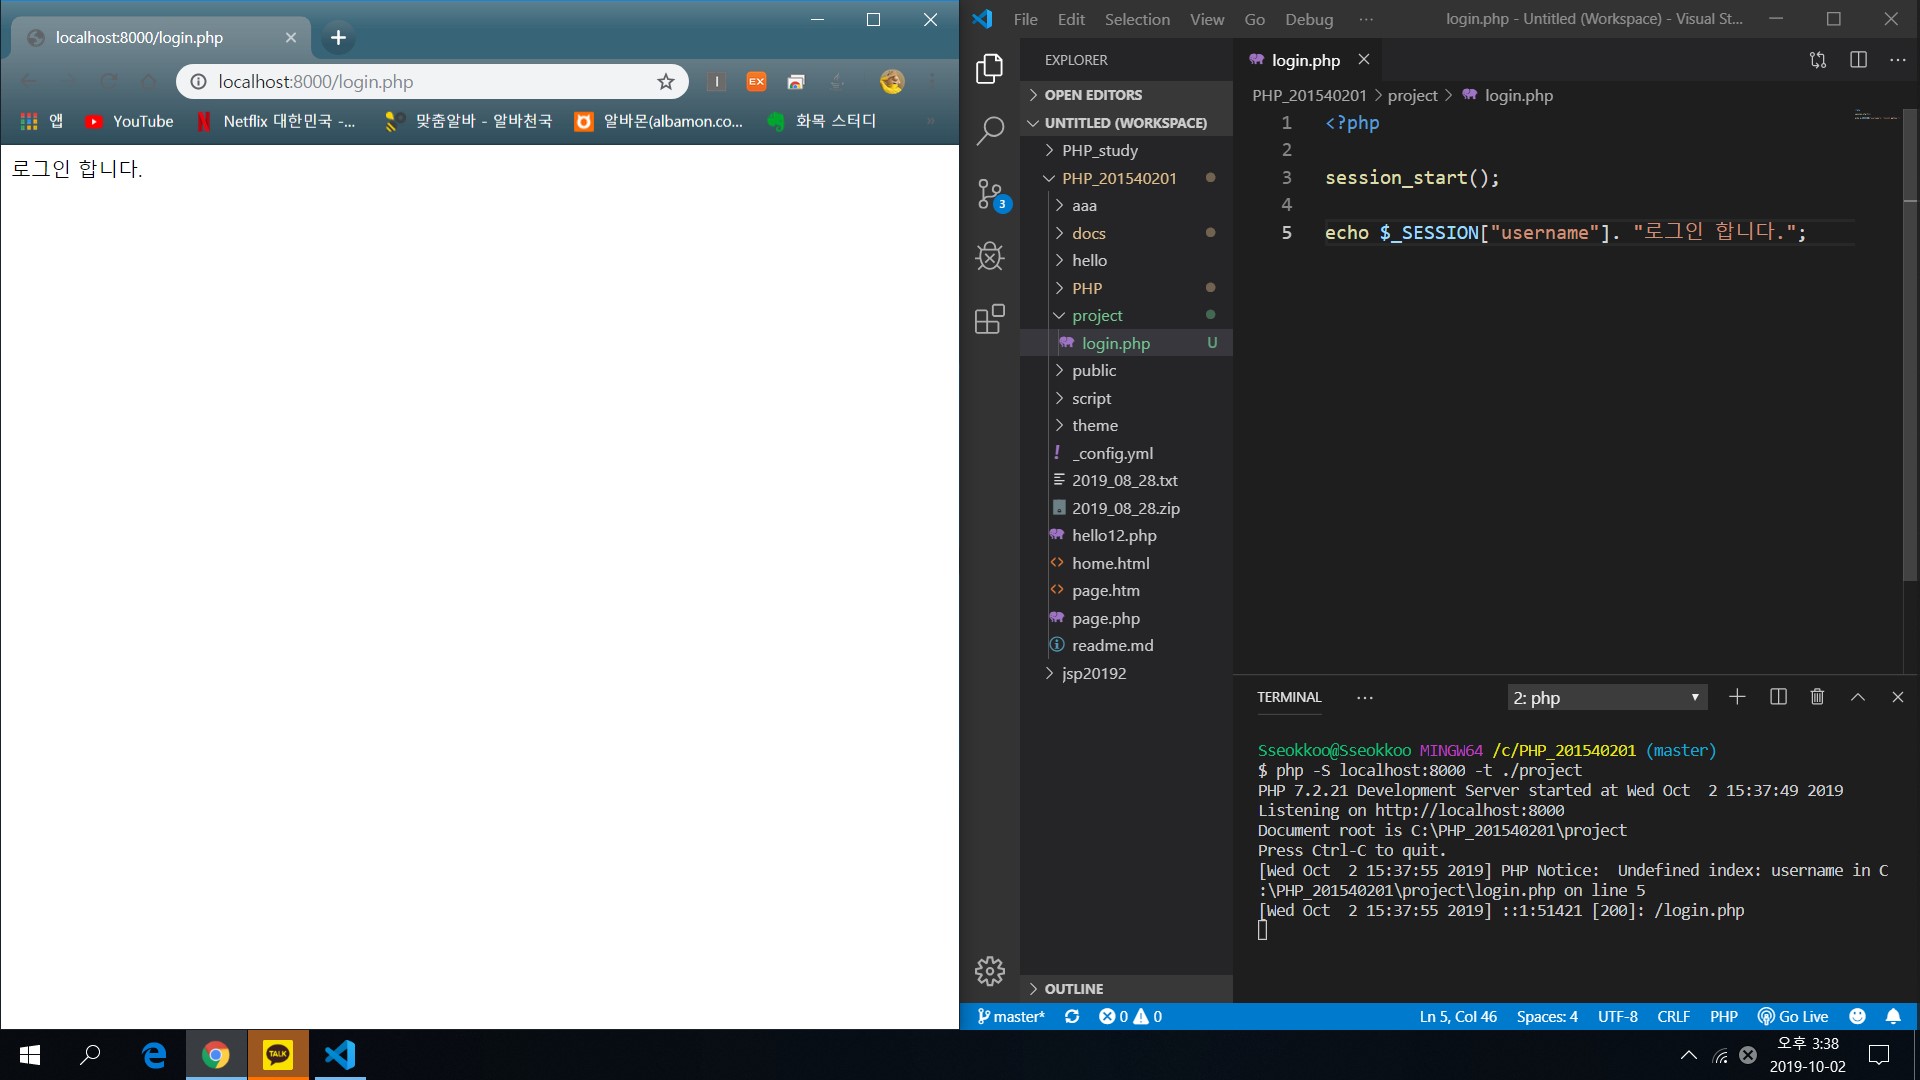 localhost:8000/login.php
localhost:8000/login.php
EX
앱
YouTube
Netflix 대한민국 -...
맞춤알바 - 알바천국
알바몬(albamon.co...
화목 스터디
로그인 합니다.
File Edit Selection View Go Debug ...
login.php - Untitled (Workspace) - Visual St...
EXPLORER
OPEN EDITORS
UNTITLED (WORKSPACE)
PHP_study
PHP_201540201
aaa
docs
hello
PHP
project
login.php U
public
script
theme
_config.yml
2019_08_28.txt
2019_08_28.zip
hello12.php
home.html
page.htm
page.php
readme.md
jsp20192
OUTLINE
3
login.php
PHP_201540201 > project > login.php
1 <?php
2
3 session_start();
4
5 echo $_SESSION["username"]. "로그인 합니다.";
TERMINAL ... 2: php
Sseokkoo@Sseokkoo MINGW64 /c/PHP_201540201 (master)
$ php -S localhost:8000 -t ./project
PHP 7.2.21 Development Server started at Wed Oct  2 15:37:49 2019
Listening on http://localhost:8000
Document root is C:\PHP_201540201\project
Press Ctrl-C to quit.
[Wed Oct  2 15:37:55 2019] PHP Notice:  Undefined index: username in C
:\PHP_201540201\project\login.php on line 5
[Wed Oct  2 15:37:55 2019] ::1:51421 [200]: /login.php
master* 0 0 Ln 5, Col 46 Spaces: 4 UTF-8 CRLF PHP Go Live
TALK
오후 3:38
2019-10-02